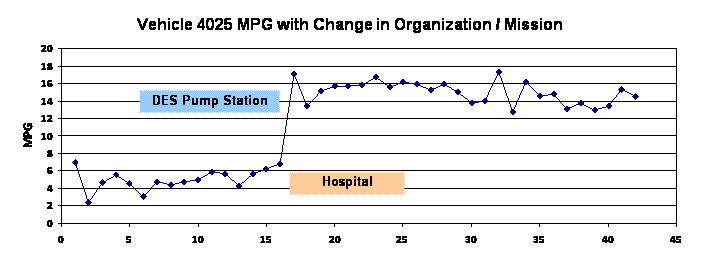 Vehicle 4025 MPG with Change in Organization / Mission
20
18
16
14
12
10
8
6
4
2
0
MPG
DES Pump Station
Hospital
0 5 10 15 20 25 30 35 40 45